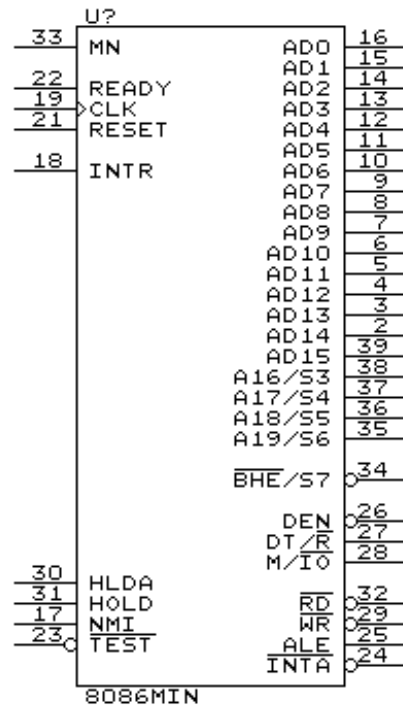 U?
33 MN AD0 16
AD1 15
22 READY AD2 14
19 CLK AD3 13
21 RESET AD4 12
AD5 11
18 INTR AD6 10
AD7 9
AD8 8
AD9 7
AD10 6
AD11 5
AD12 4
AD13 3
AD14 2
AD15 39
A16/S3 38
A17/S4 37
A18/S5 36
A19/S6 35
BHE/S7 34
DEN 26
DT/R 27
M/IO 28
30 HLDA
31 HOLD RD 32
17 NMI WR 29
23 TEST ALE 25
INTA 24
8086MIN